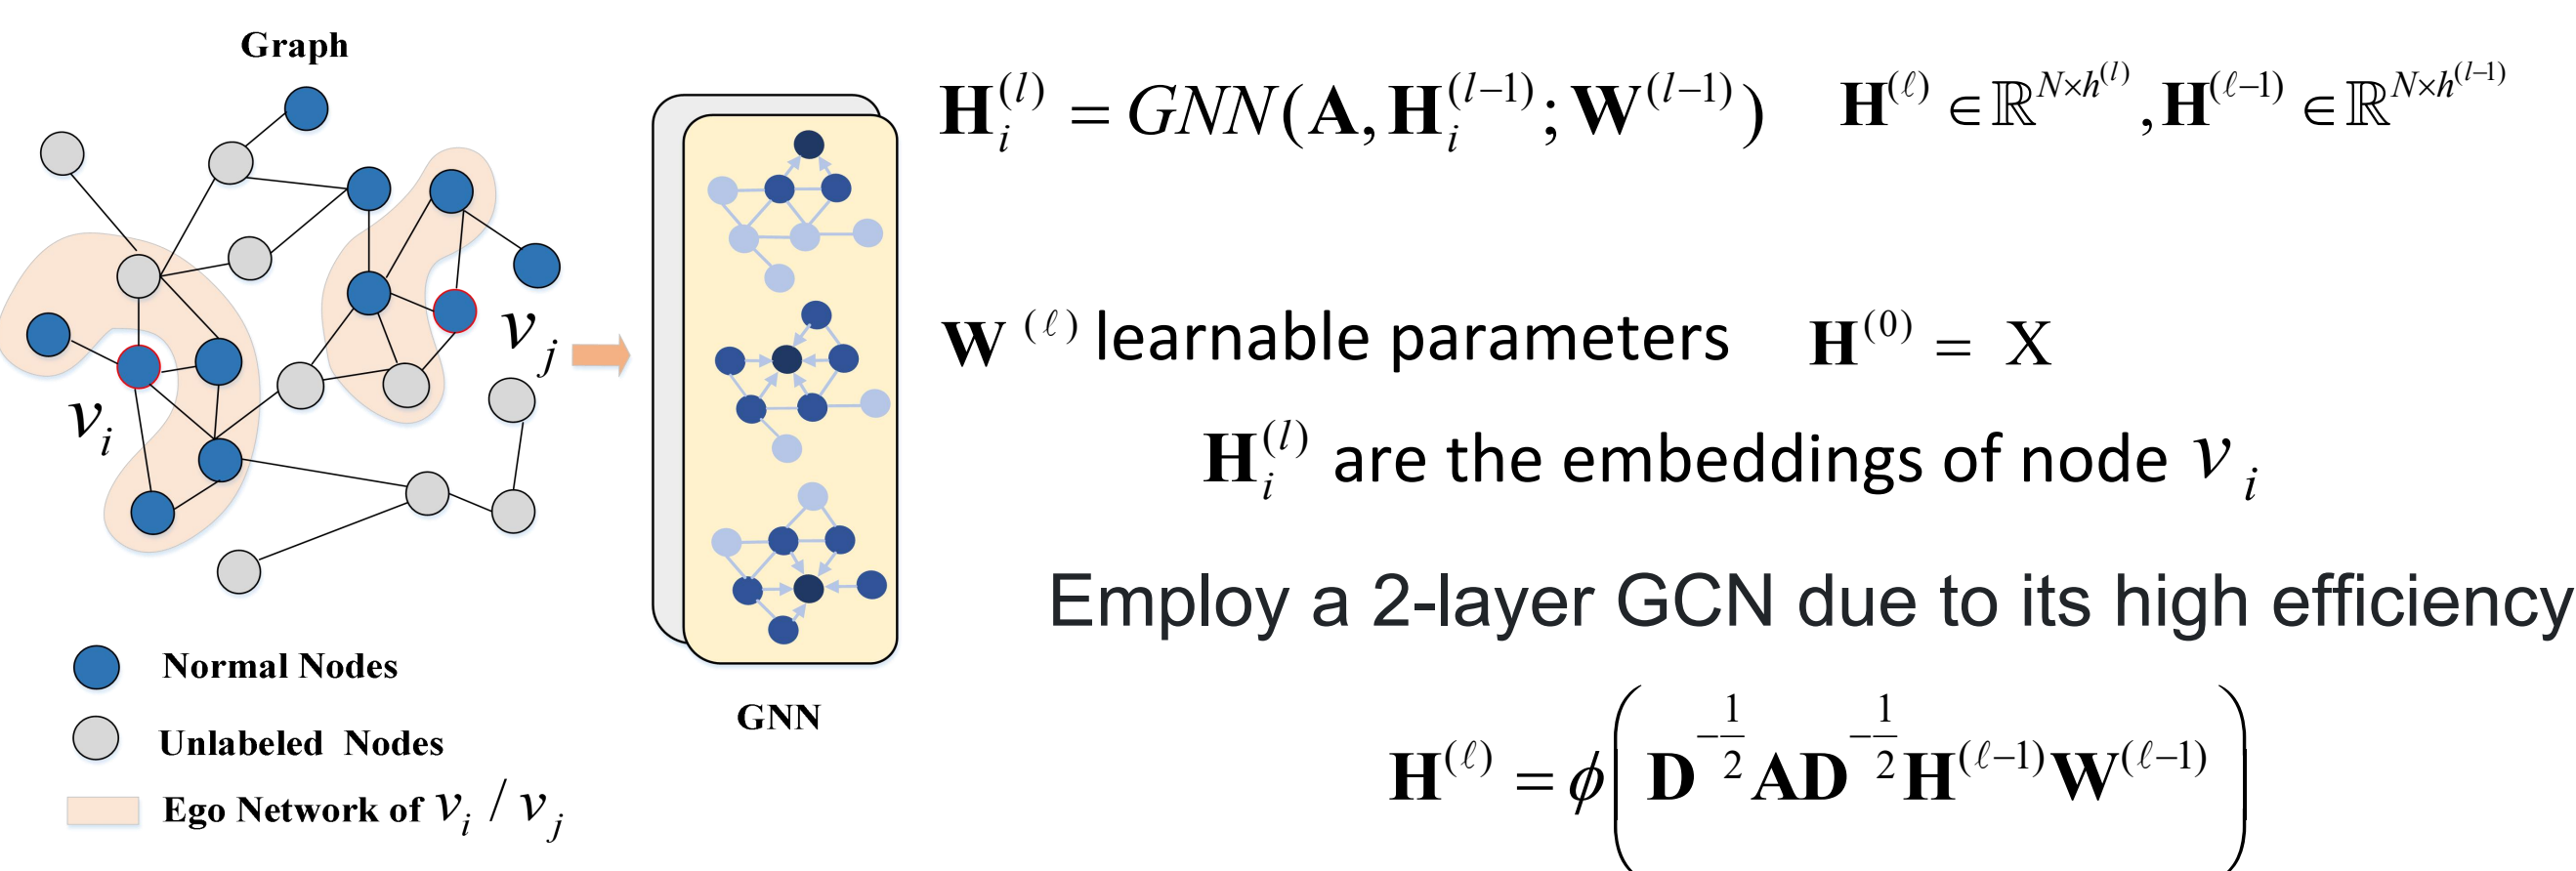 Graph
v_i
v_j
Normal Nodes
Unlabeled Nodes
Ego Network of v_i / v_j
GNN
H_i^(l) = GNN(A, H_i^(l−1); W^(l−1)) H^(ℓ) ∈ ℝ^{N×h^(l)}, H^(ℓ−1) ∈ ℝ^{N×h^(l−1)}
W^(ℓ) learnable parameters H^(0) = X
H_i^(l) are the embeddings of node v_i
Employ a 2-layer GCN due to its high efficiency
H^(ℓ) = ϕ(D^{−1/2} A D^{−1/2} H^(ℓ−1) W^(ℓ−1))